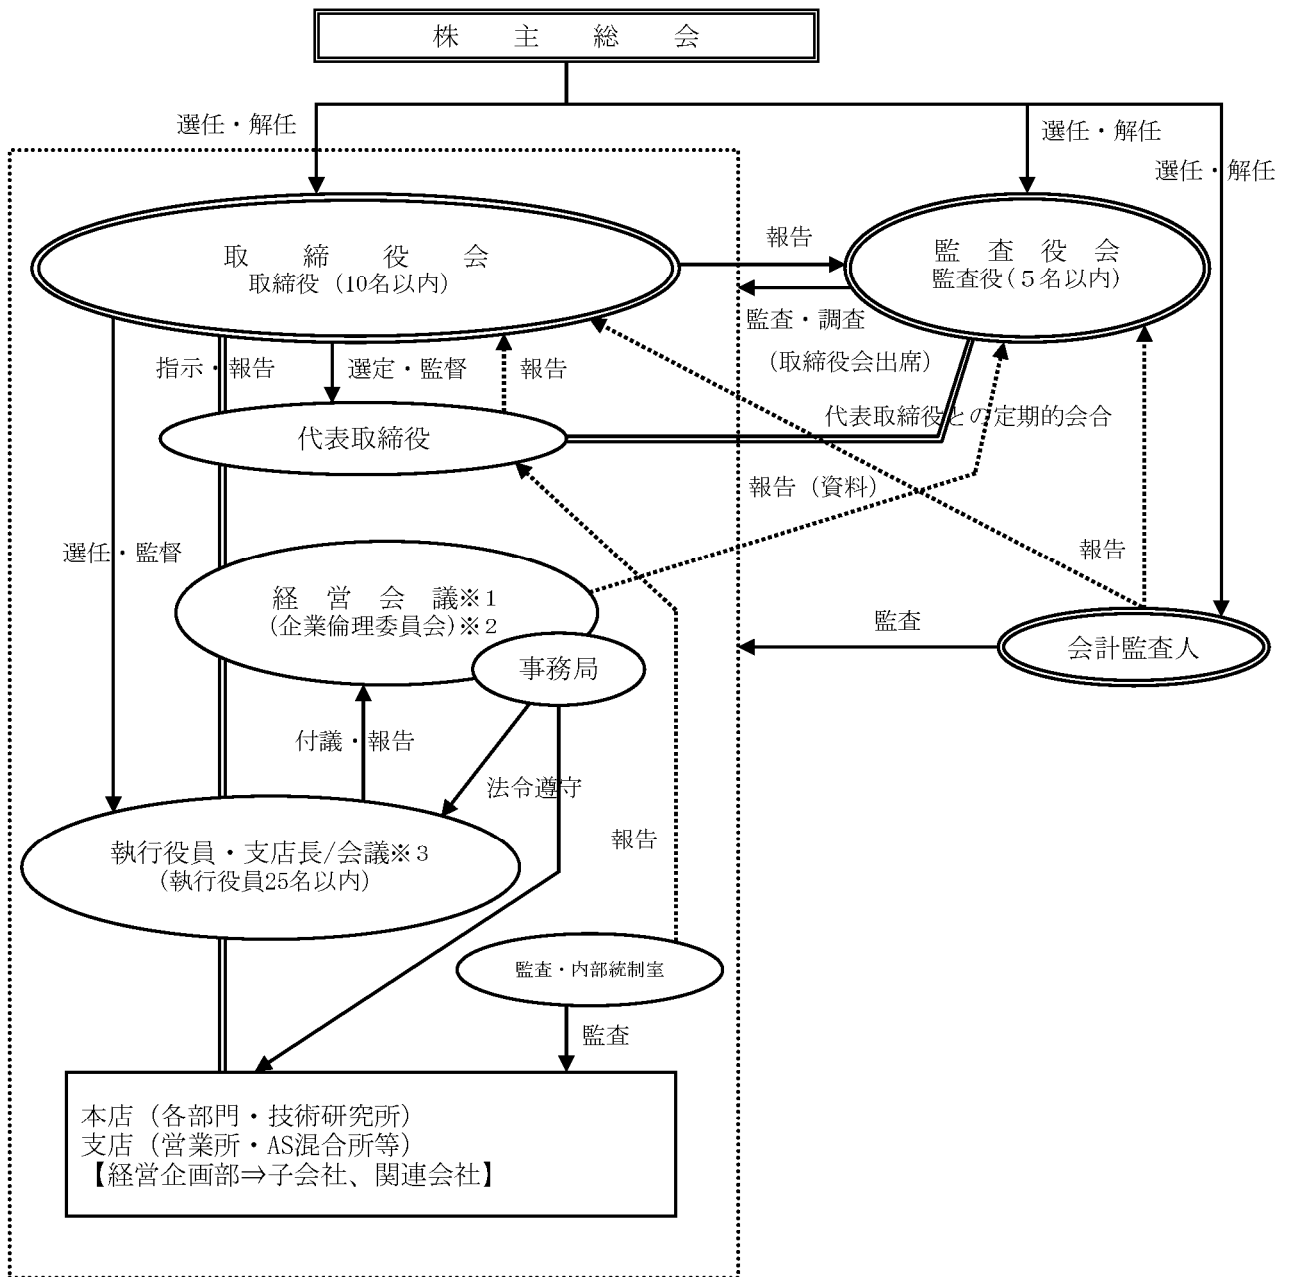 株　主　総　会
選任・解任
選任・解任
選任・解任
取　締　役　会
取締役（10名以内）
報告
監　査　役　会
監査役(５名以内)
監査・調査
(取締役会出席)
指示・報告
選定・監督
報告
代表取締役
代表取締役との定期的会合
報告（資料）
報告
選任・監督
経　営　会　議※1
(企業倫理委員会)※2
事務局
監査
会計監査人
付議・報告
法令遵守
報告
執行役員・支店長/会議※３
(執行役員25名以内)
監査・内部統制室
監査
本店（各部門・技術研究所）
支店（営業所・AS混合所等）
【経営企画部⇒子会社、関連会社】